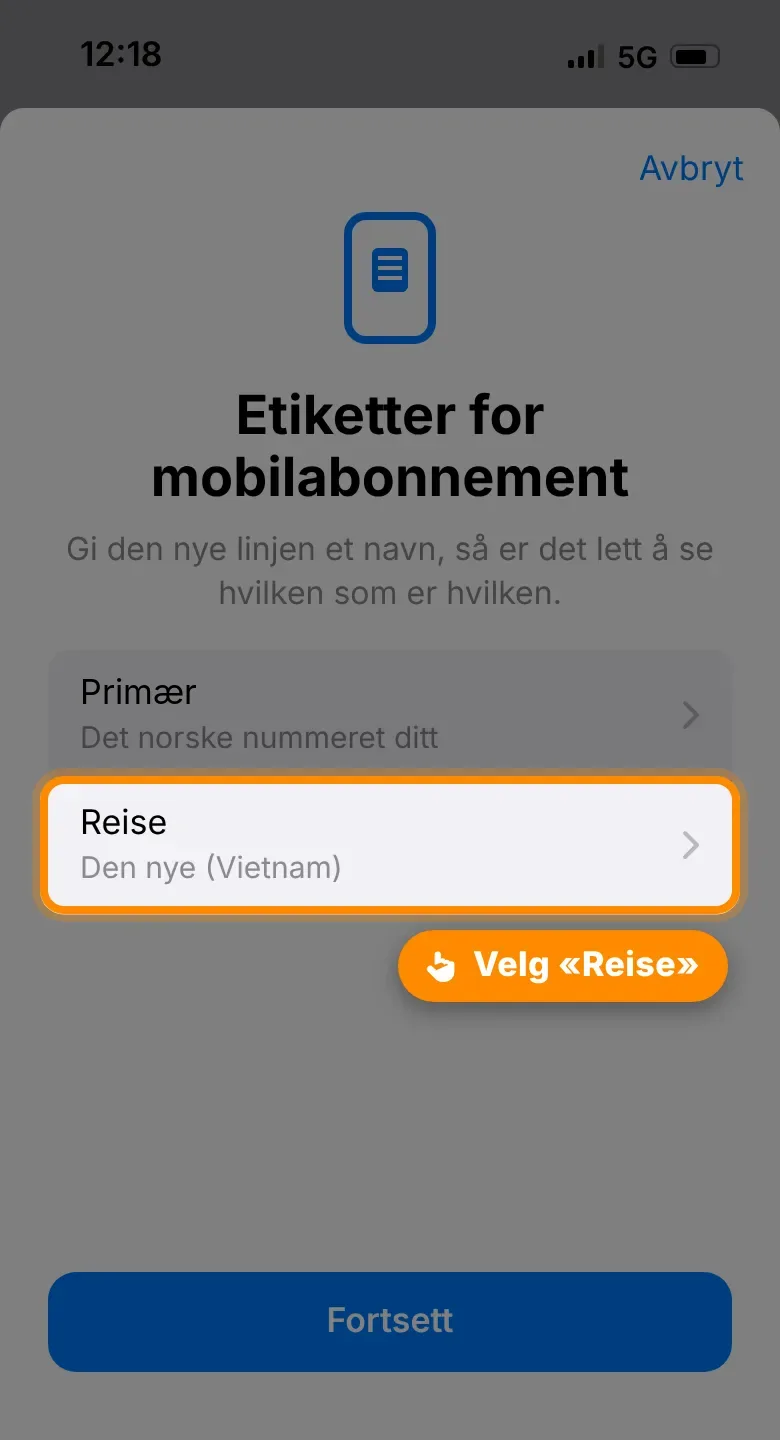 12:18
5G
Avbryt
Etiketter for
mobilabonnement
Gi den nye linjen et navn, så er det lett å se
hvilken som er hvilken.
Primær
Det norske nummeret ditt
Reise
Den nye (Vietnam)
Velg «Reise»
Fortsett